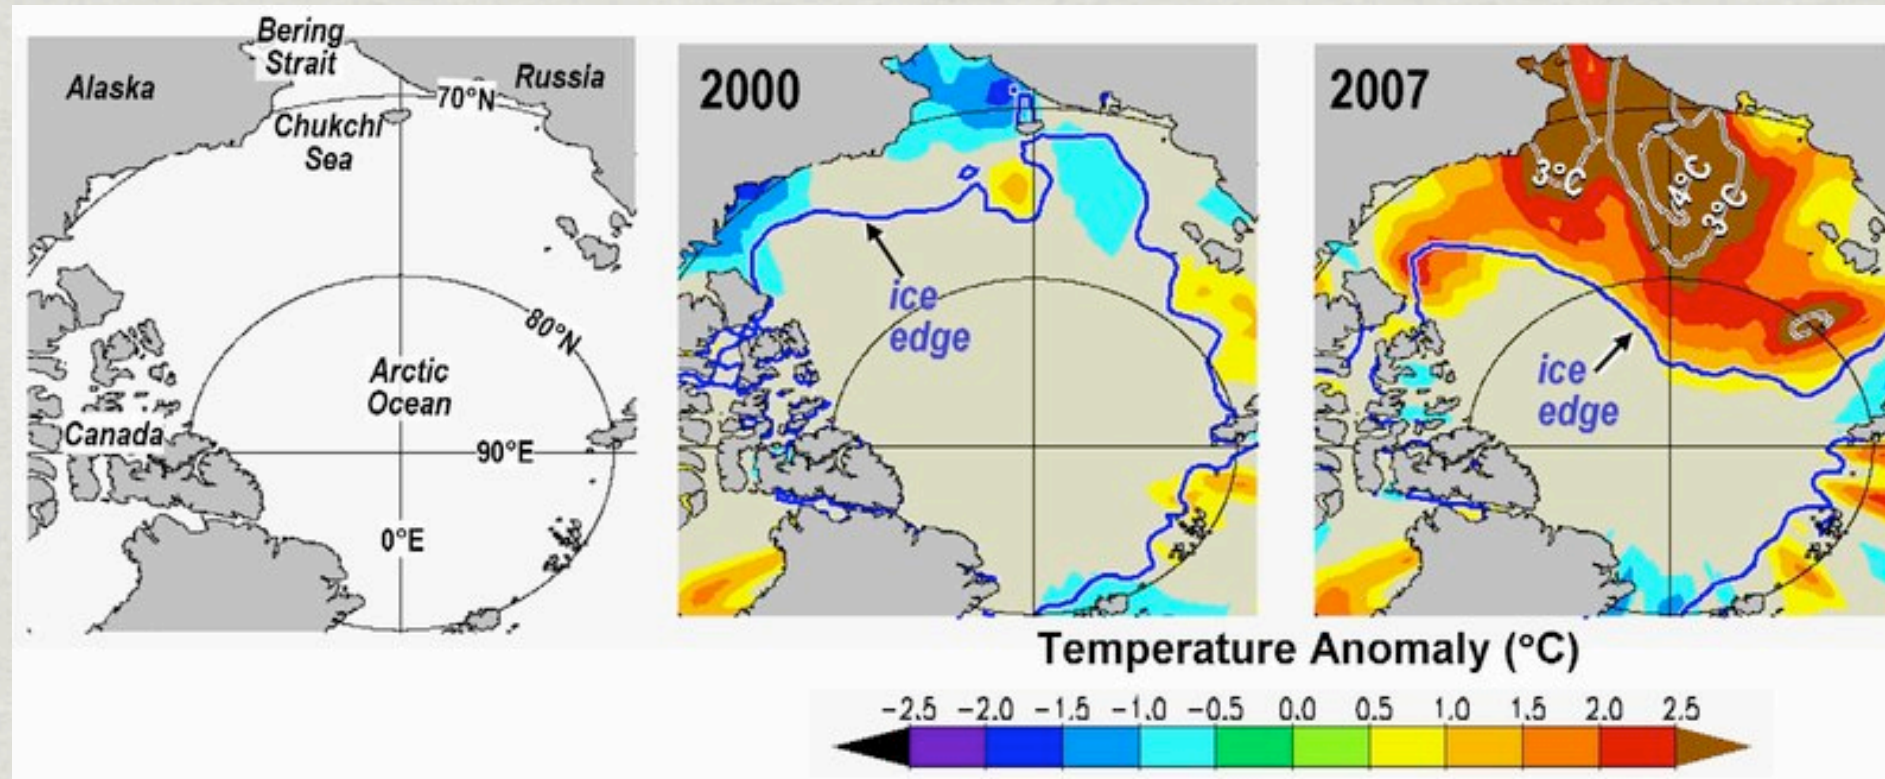 Bering
Strait
Alaska
Russia
70°N
Chukchi
Sea
80°N
Arctic
Ocean
Canada
90°E
0°E
2000
ice
edge
2007
3°C
4°C
3°C
ice
edge
Temperature Anomaly (°C)
-2.5 -2.0 -1.5 -1.0 -0.5 0.0 0.5 1.0 1.5 2.0 2.5